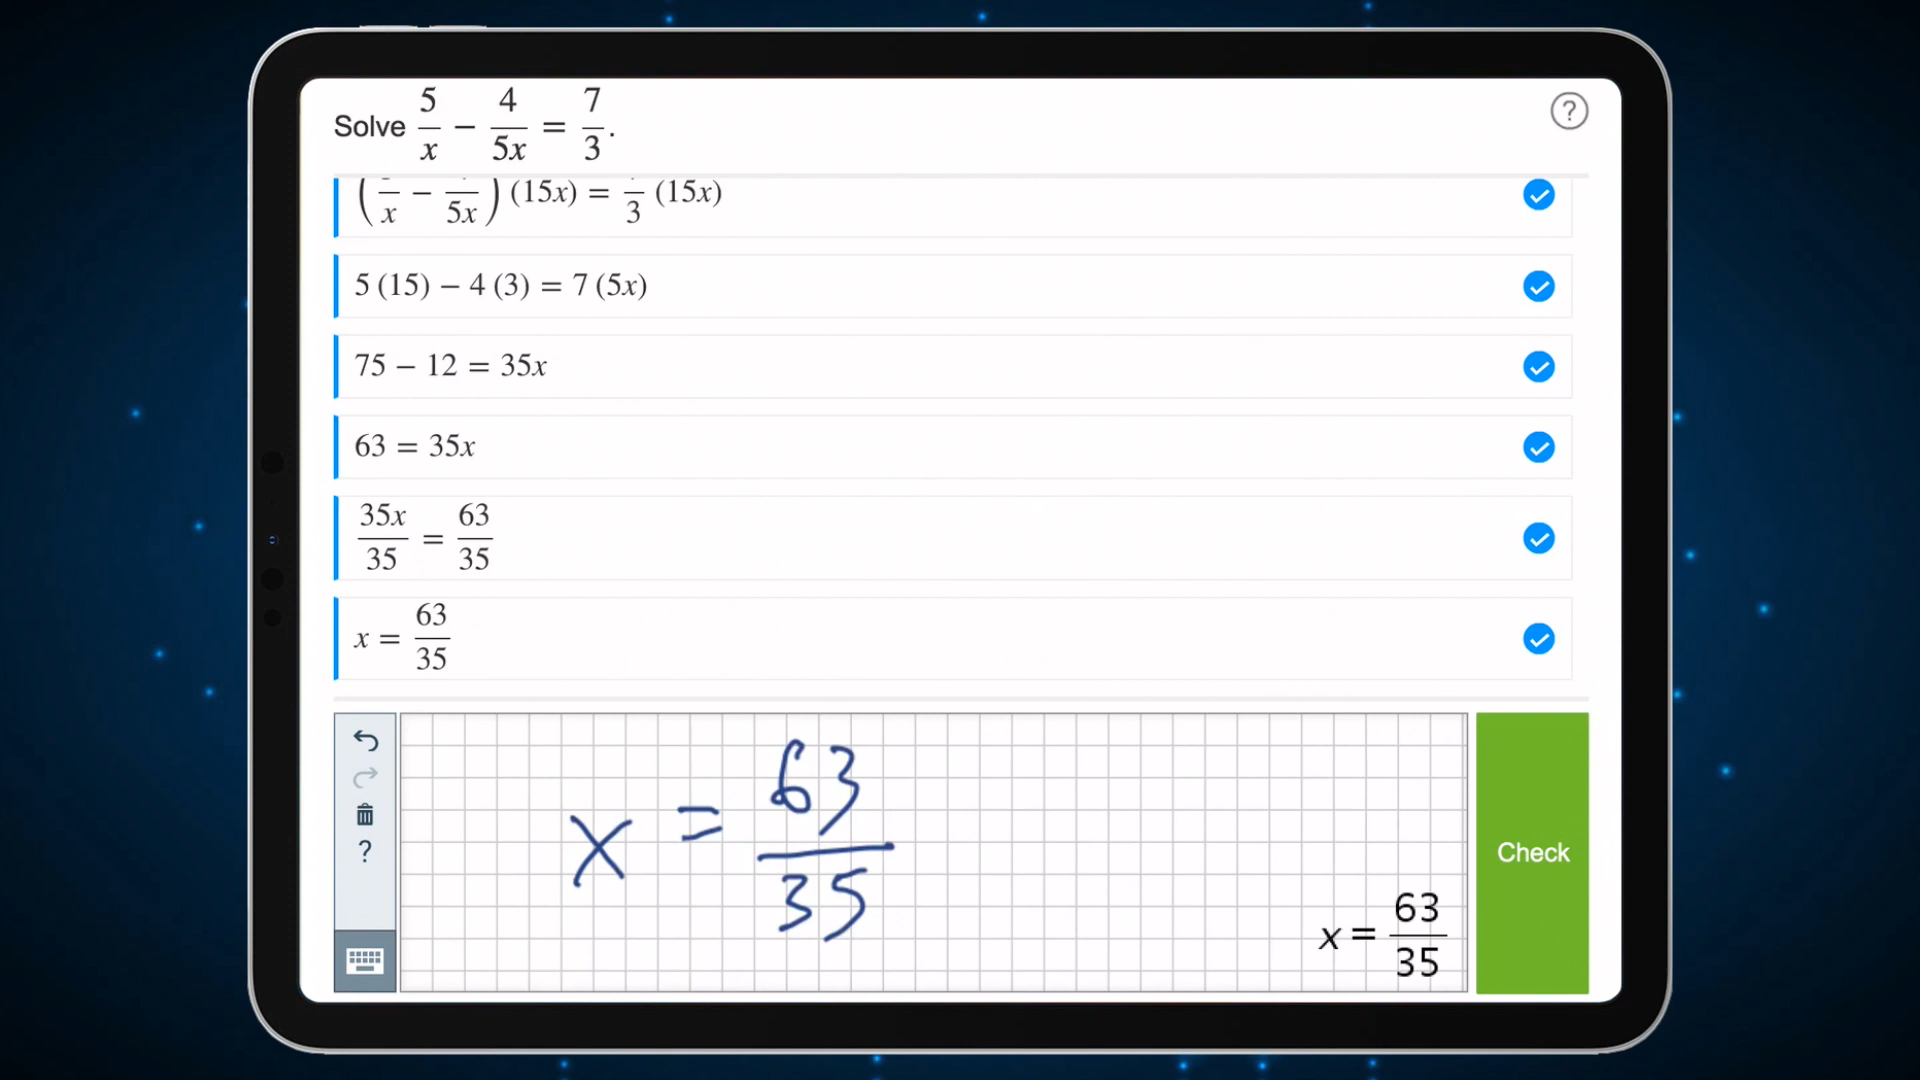 Solve 5/x − 4/5x = 7/3.
( /x − /5x ) (15x) = /3 (15x)
5 (15) − 4 (3) = 7 (5x)
75 − 12 = 35x
63 = 35x
35x/35 = 63/35
x = 63/35
x = 63/35
x = 63/35
Check